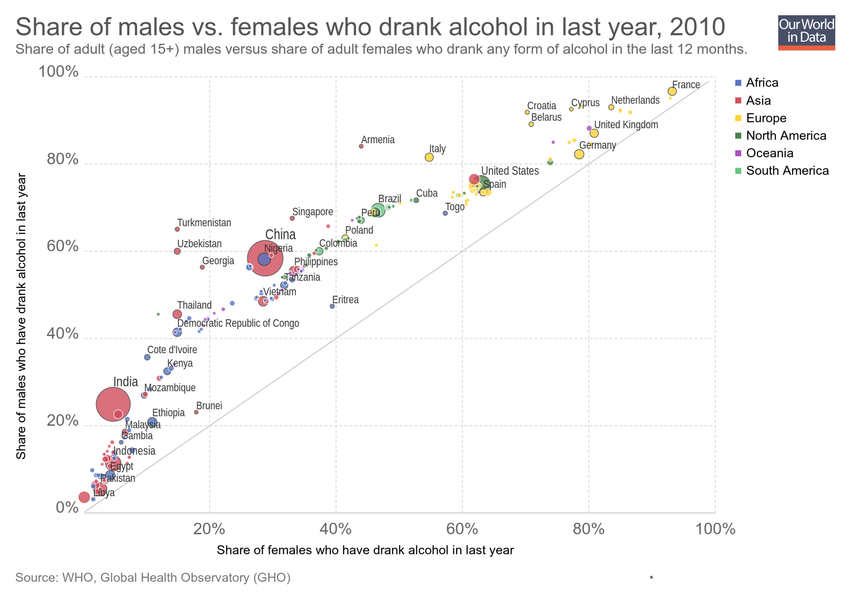 Share of males vs. females who drank alcohol in last year, 2010
Share of adult (aged 15+) males versus share of adult females who drank any form of alcohol in the last 12 months.
Our World
in Data
100%
80%
60%
40%
20%
0%
20%
40%
60%
80%
100%
Share of males who have drank alcohol in last year
Share of females who have drank alcohol in last year
France
Croatia
Cyprus
Netherlands
Belarus
United Kingdom
Armenia
Italy
Germany
United States
Spain
Cuba
Brazil
Togo
Singapore
Peru
Turkmenistan
Poland
China
Uzbekistan
Nigeria
Colombia
Georgia
Philippines
Tanzania
Vietnam
Eritrea
Thailand
Democratic Republic of Congo
Cote d'Ivoire
Kenya
India
Mozambique
Brunei
Ethiopia
Malaysia
Gambia
Indonesia
Egypt
Pakistan
Libya
Africa
Asia
Europe
North America
Oceania
South America
Source: WHO, Global Health Observatory (GHO)